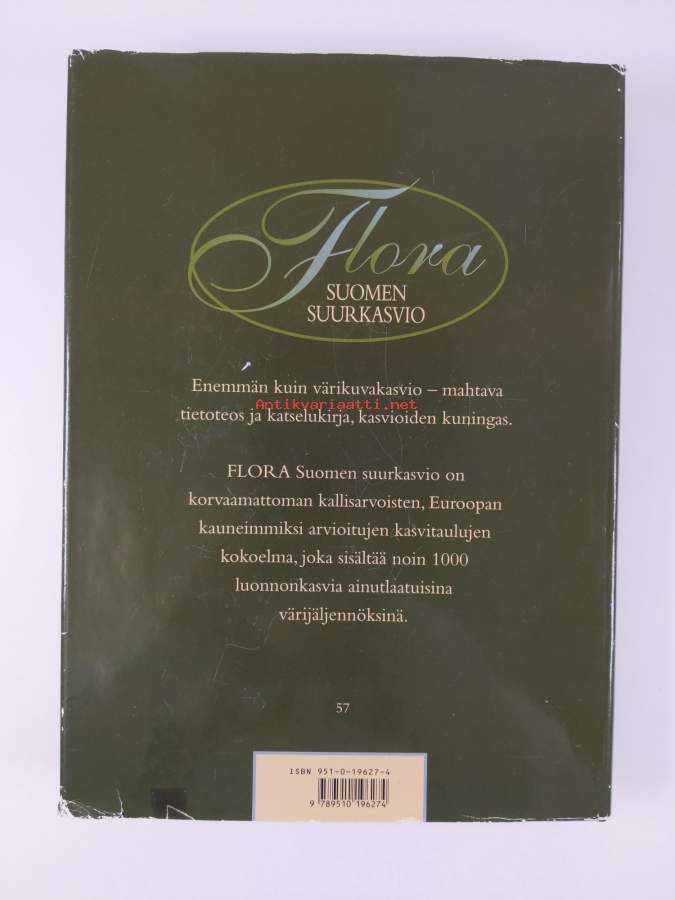 Flora
SUOMEN
SUURKASVIO
Enemmän kuin värikuvakasvio – mahtava
Antikvariaatti.net
tietoteos ja katselukirja, kasvioiden kuningas.
FLORA Suomen suurkasvio on
korvaamattoman kallisarvoisten, Euroopan
kauneimmiksi arvioitujen kasvitaulujen
kokoelma, joka sisältää noin 1000
luonnonkasvia ainutlaatuisina
värijäljennöksinä.
57
ISBN 951-0-19627-4
9 789510 196274